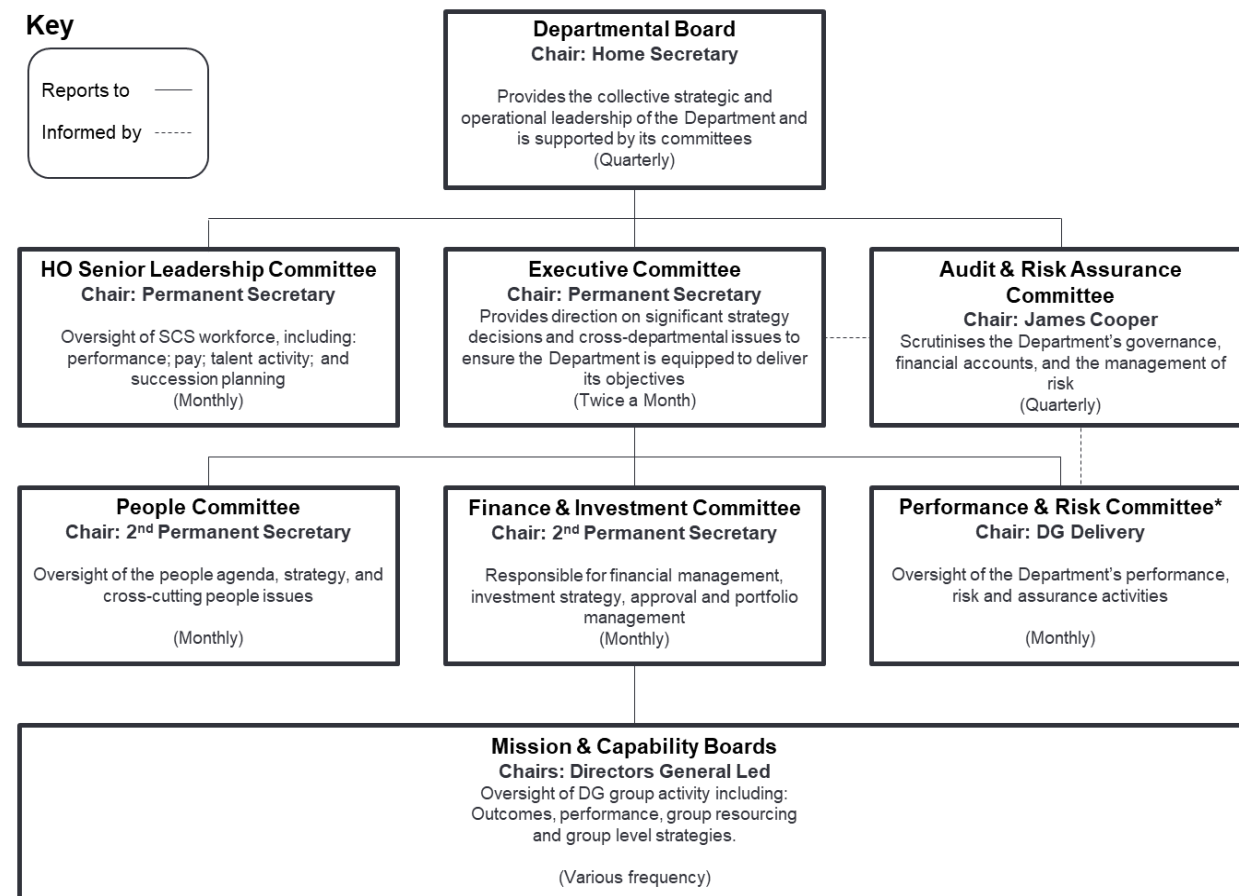 Key
Reports to
Informed by
Departmental Board
Chair: Home Secretary
Provides the collective strategic and
operational leadership of the Department and
is supported by its committees
(Quarterly)
HO Senior Leadership Committee
Chair: Permanent Secretary
Oversight of SCS workforce, including:
performance; pay; talent activity; and
succession planning
(Monthly)
Executive Committee
Chair: Permanent Secretary
Provides direction on significant strategy
decisions and cross-departmental issues to
ensure the Department is equipped to deliver
its objectives
(Twice a Month)
Audit & Risk Assurance
Committee
Chair: James Cooper
Scrutinises the Department's governance,
financial accounts, and the management of
risk
(Quarterly)
People Committee
Chair: 2nd Permanent Secretary
Oversight of the people agenda, strategy, and
cross-cutting people issues
(Monthly)
Finance & Investment Committee
Chair: 2nd Permanent Secretary
Responsible for financial management,
investment strategy, approval and portfolio
management
(Monthly)
Performance & Risk Committee*
Chair: DG Delivery
Oversight of the Department's performance,
risk and assurance activities
(Monthly)
Mission & Capability Boards
Chairs: Directors General Led
Oversight of DG group activity including:
Outcomes, performance, group resourcing
and group level strategies.
(Various frequency)